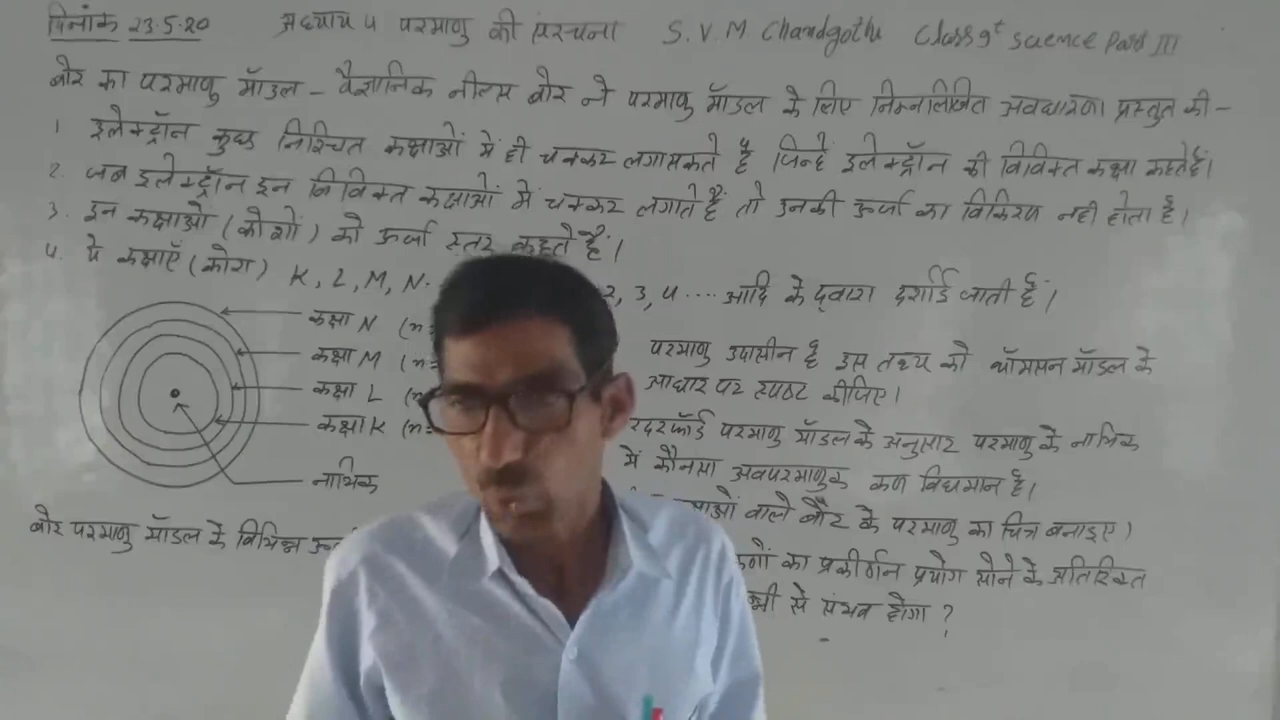 दिनांक 23.5.20 अध्याय 4 परमाणु की संरचना S.V.M Chandgothi Class 9th Science Part III
बोर का परमाणु मॉडल – वैज्ञानिक नील्स बोर ने परमाणु मॉडल के लिए निम्नलिखित अवधारणा प्रस्तुत की –
1. इलेक्ट्रॉन कुछ निश्चित कक्षाओं में ही चक्कर लगा सकते हैं जिन्हें इलेक्ट्रॉन की विविक्त कक्षा कहते हैं।
2. जब इलेक्ट्रॉन इन विविक्त कक्षाओं में चक्कर लगाते हैं तो उनकी ऊर्जा का विकिरण नही होता है।
3. इन कक्षाओं (कोशों) को ऊर्जा स्तर कहते हैं।
4. ये कक्षाएँ (कोश) K, L, M, N. 2, 3, 4 .... आदि के द्वारा दर्शाई जाती हैं।
कक्षा N (n=
कक्षा M (n=
कक्षा L (n
कक्षा K (n=
नाभिक
बोर परमाणु मॉडल के विभिन्न
परमाणु उदासीन है इस तथ्य को थॉमसन मॉडल के
आधार पर स्पष्ट कीजिए।
रदरफॉर्ड परमाणु मॉडल के अनुसार परमाणु के नाभिक
में कौनसा अवपरमाणुक कण विधमान है।
वाले बोर के परमाणु का चित्र बनाइए।
कणों का प्रकीर्णन प्रयोग सोने के अतिरिक्त
से संभव होगा ?